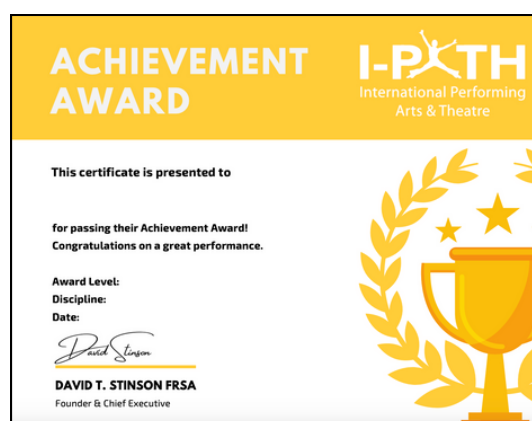 ACHIEVEMENT
AWARD
I-PATH
International Performing
Arts & Theatre
This certificate is presented to
for passing their Achievement Award!
Congratulations on a great performance.
Award Level:
Discipline:
Date:
David Stinson
DAVID T. STINSON FRSA
Founder & Chief Executive